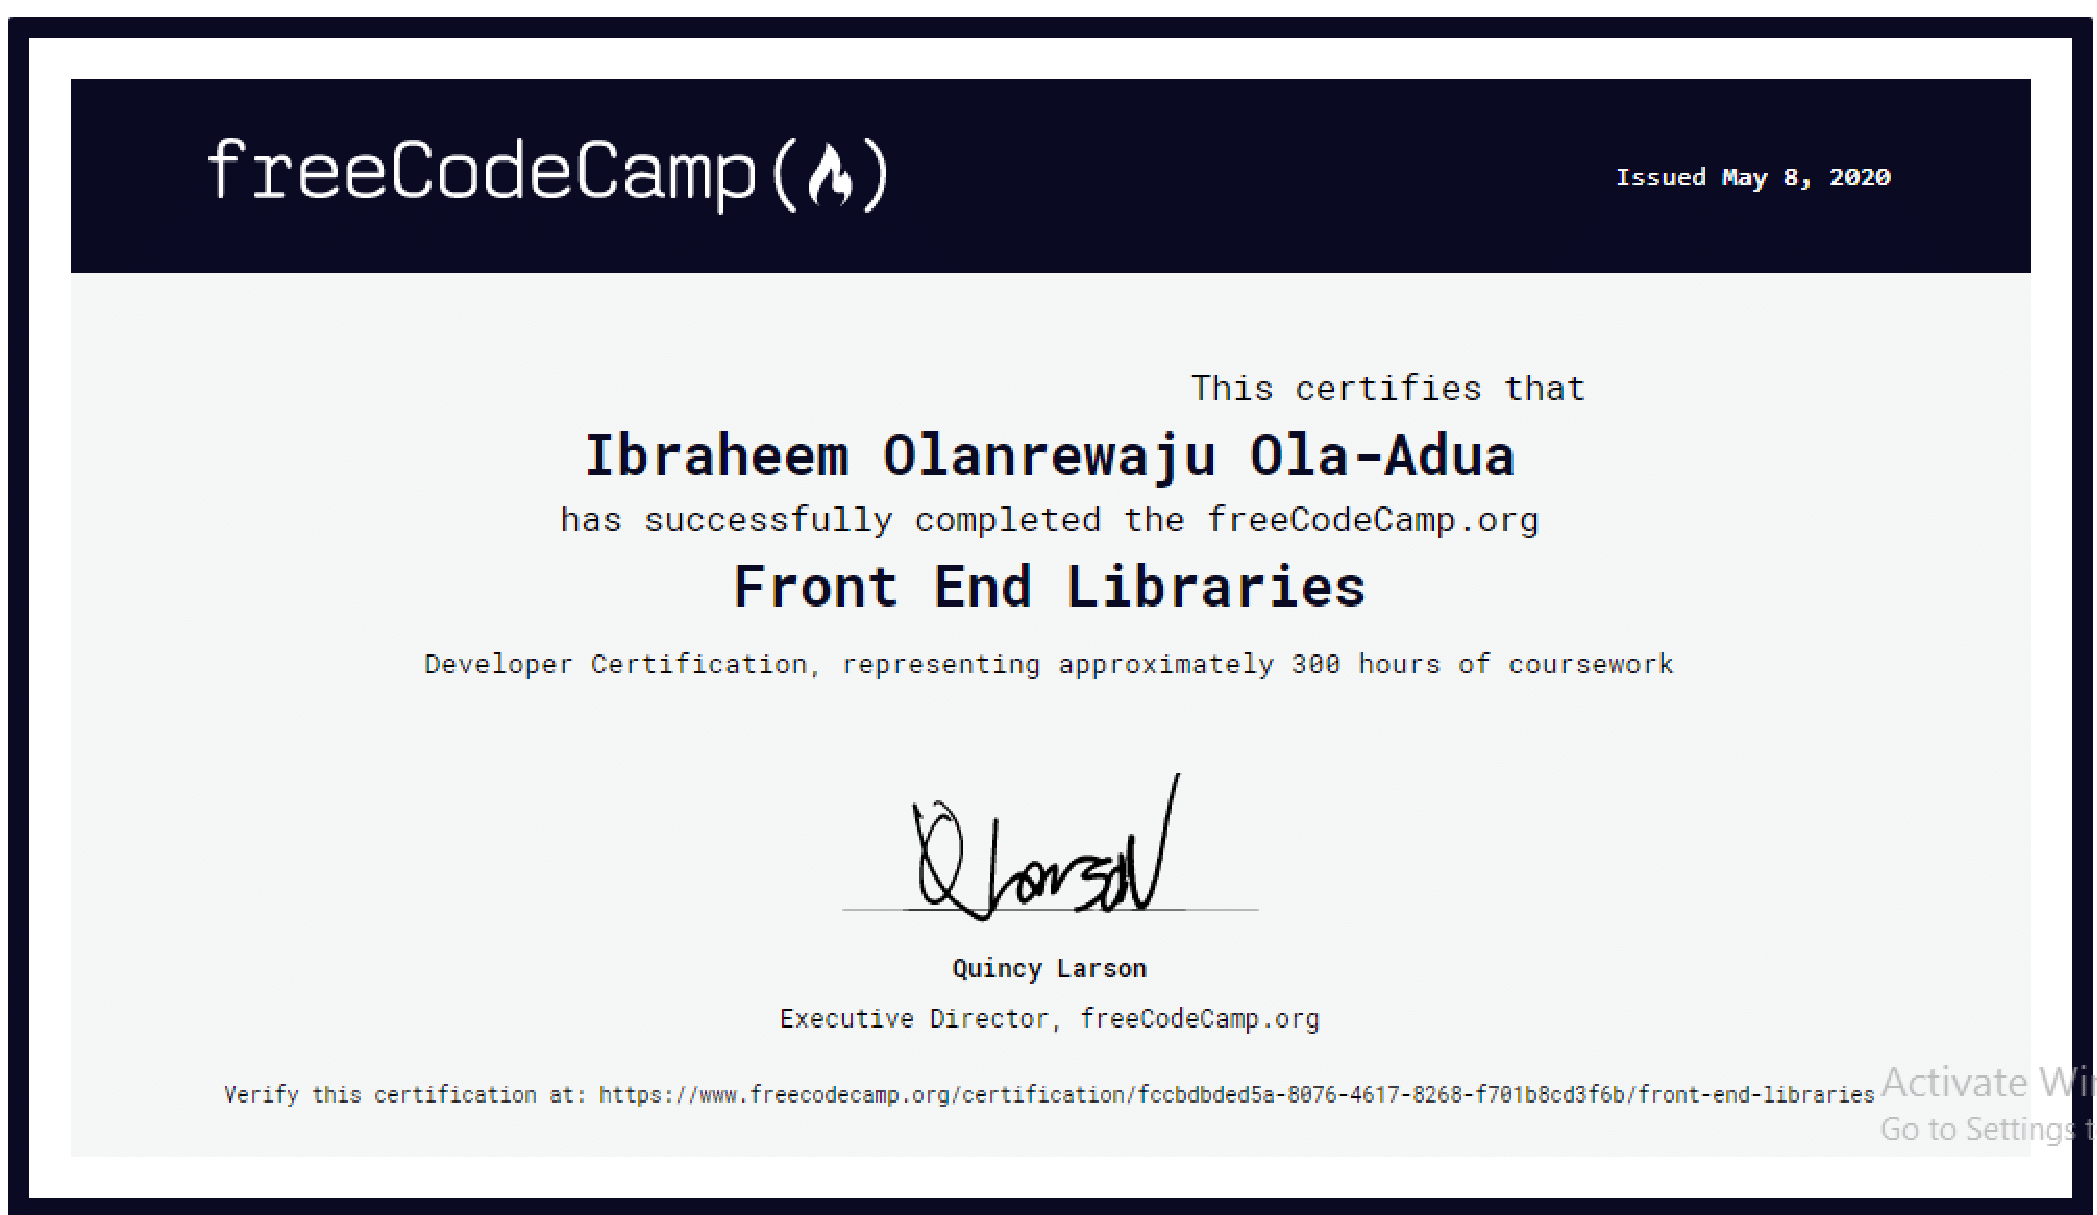 freeCodeCamp(🔥)
Issued May 8, 2020
This certifies that
Ibraheem Olanrewaju Ola-Adua
has successfully completed the freeCodeCamp.org
Front End Libraries
Developer Certification, representing approximately 300 hours of coursework
QLarson
Quincy Larson
Executive Director, freeCodeCamp.org
Verify this certification at: https://www.freecodecamp.org/certification/fccbdbded5a-8076-4617-8268-f701b8cd3f6b/front-end-libraries
Activate Wi
Go to Settings t